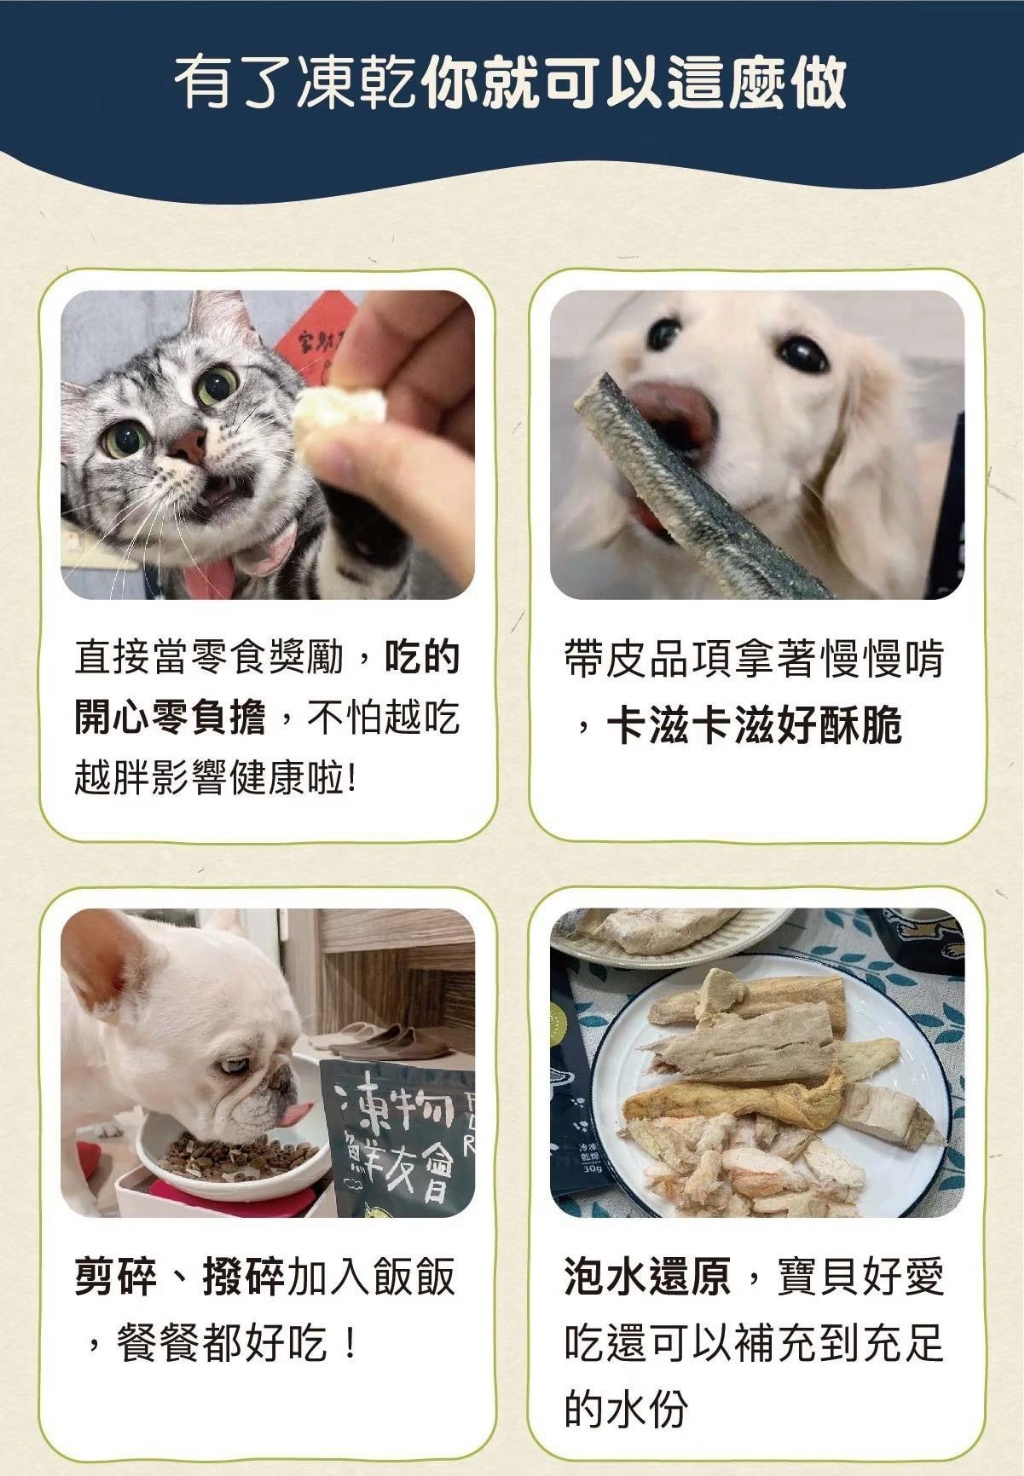 有了凍乾你就可以這麼做
直接當零食獎勵，吃的
開心零負擔，不怕越吃
越胖影響健康啦!
帶皮品項拿著慢慢啃
，卡滋卡滋好酥脆
凍物
鮮友會
剪碎、撥碎加入飯飯
，餐餐都好吃！
30g
泡水還原，寶貝好愛
吃還可以補充到充足
的水份